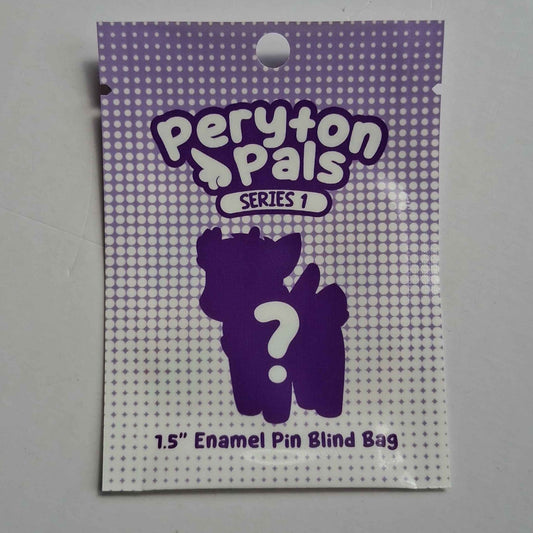 Peryton
Pals
SERIES 1
?
1.5" Enamel Pin Blind Bag